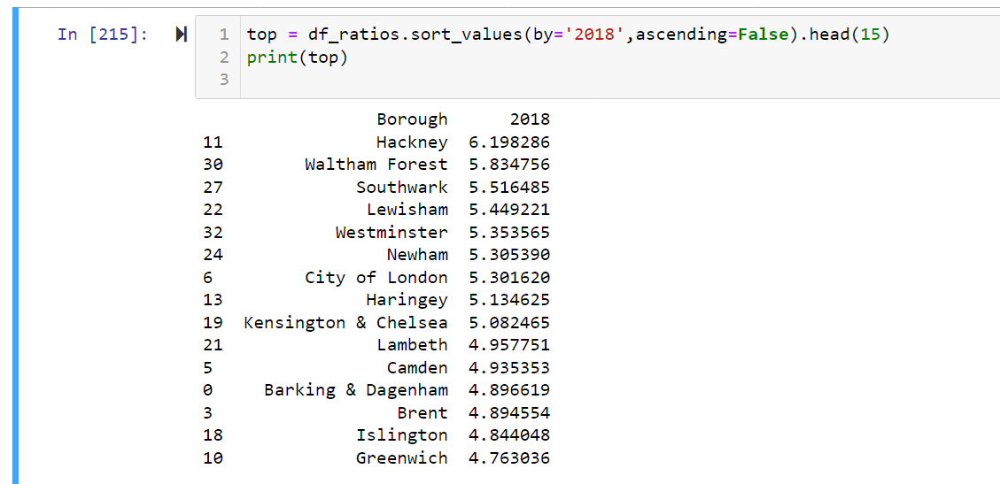 In [215]:
1 top = df_ratios.sort_values(by='2018',ascending=False).head(15)
2 print(top)
3
Borough 2018
11 Hackney 6.198286
30 Waltham Forest 5.834756
27 Southwark 5.516485
22 Lewisham 5.449221
32 Westminster 5.353565
24 Newham 5.305390
6 City of London 5.301620
13 Haringey 5.134625
19 Kensington & Chelsea 5.082465
21 Lambeth 4.957751
5 Camden 4.935353
0 Barking & Dagenham 4.896619
3 Brent 4.894554
18 Islington 4.844048
10 Greenwich 4.763036